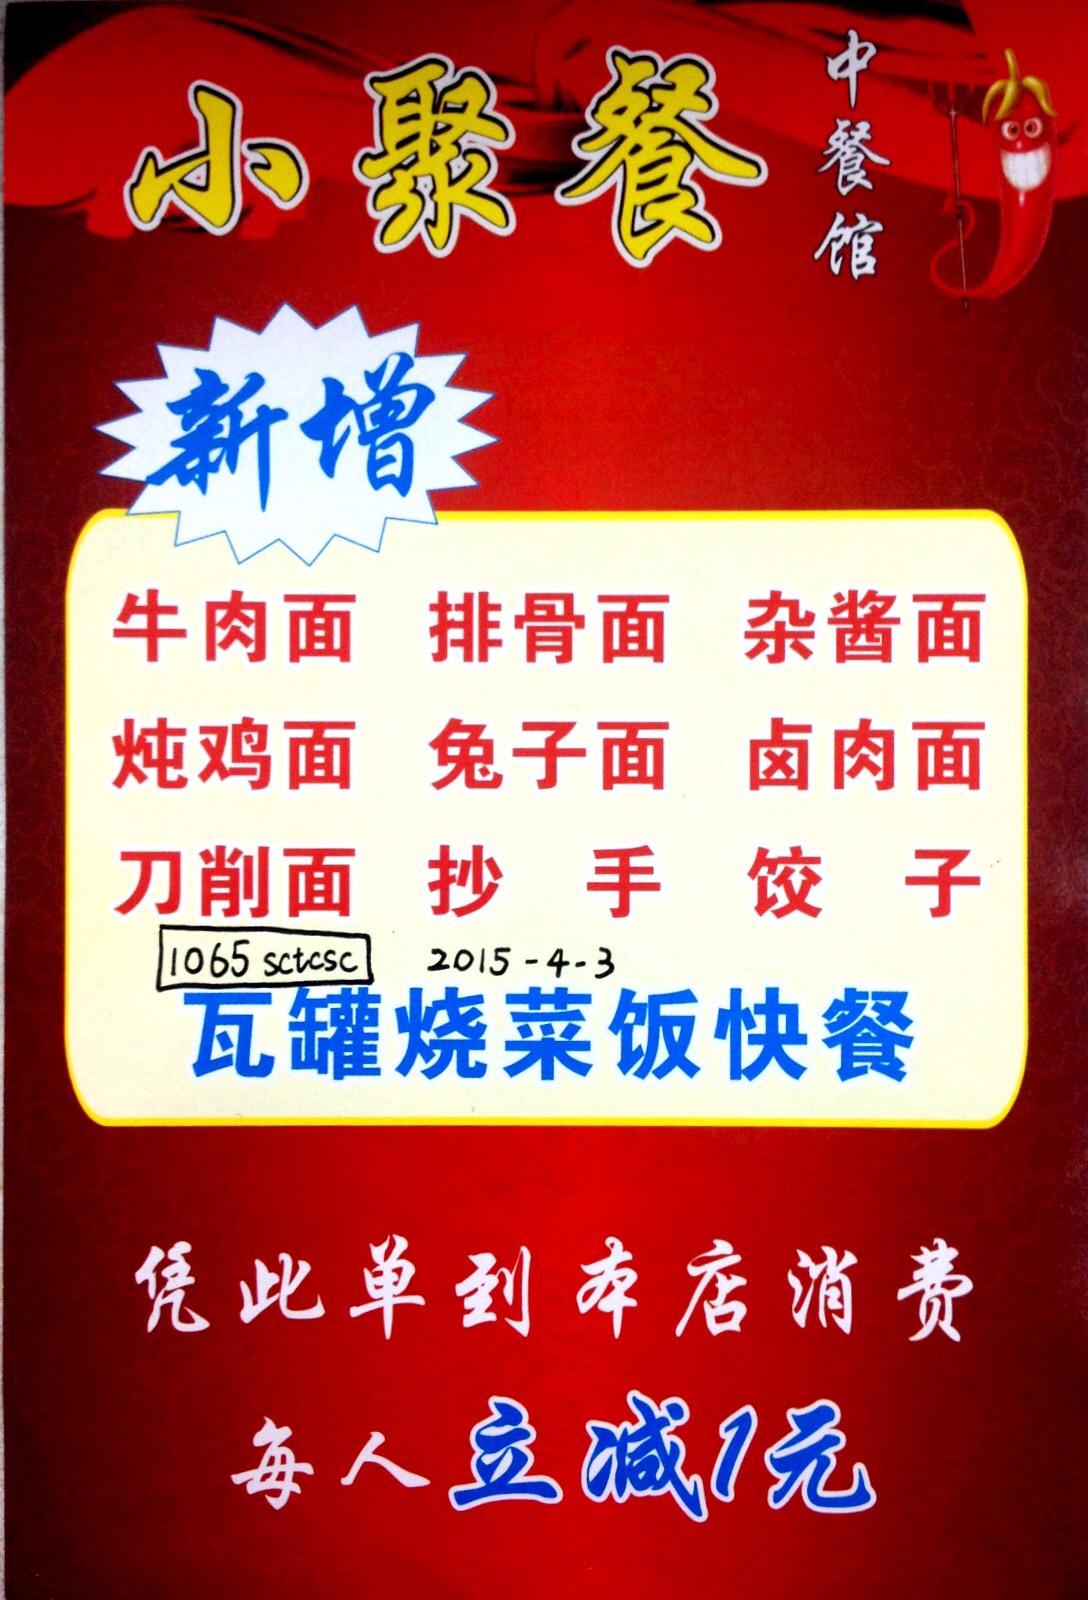 小聚餐
中餐馆
新增
牛肉面 排骨面 杂酱面
炖鸡面 兔子面 卤肉面
刀削面 抄手 饺子
1065 sctcsc 2015-4-3
瓦罐烧菜饭快餐
凭此单到本店消费
每人立减1元